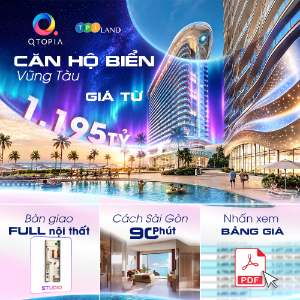 QTOPIA
TPT LAND
CĂN HỘ BIỂN
Vũng Tàu
GIÁ TỪ
1.195 TỶ
Bàn giao
FULL nội thất
STUDIO
Cách Sài Gòn
90 Phút
Nhấn xem
BẢNG GIÁ
PDF